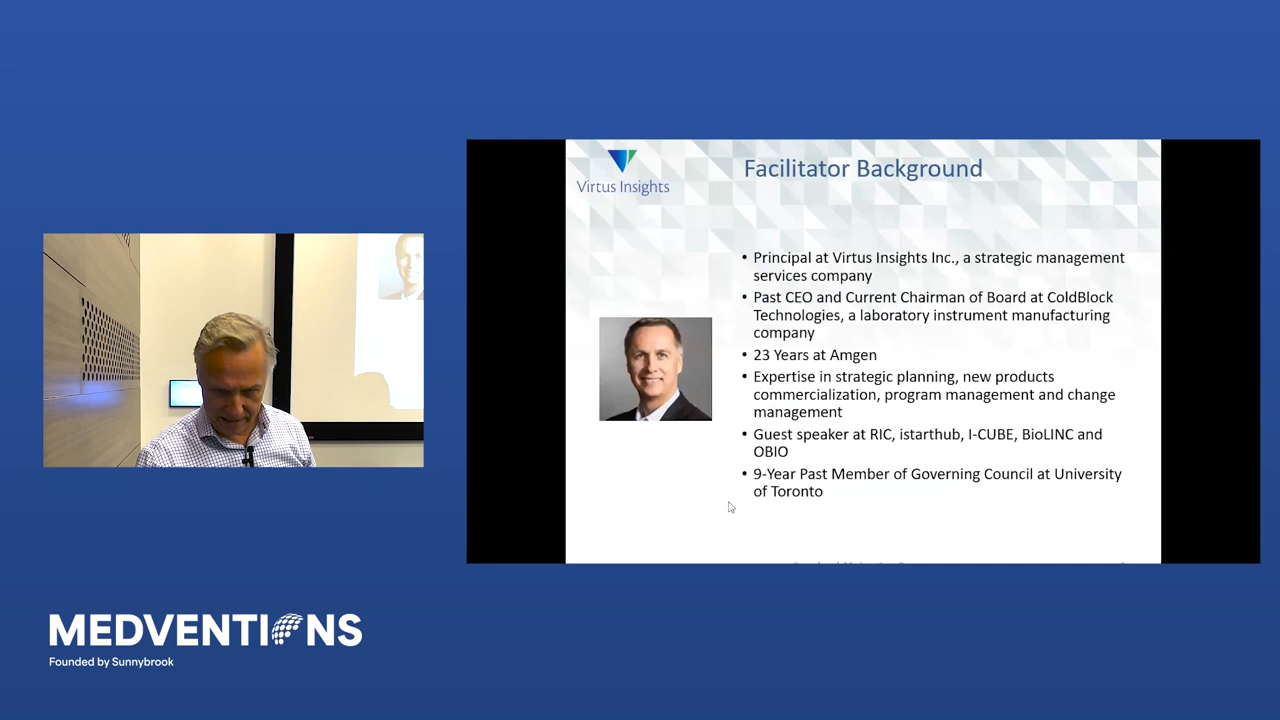 Virtus Insights
Facilitator Background
• Principal at Virtus Insights Inc., a strategic management
services company
• Past CEO and Current Chairman of Board at ColdBlock
Technologies, a laboratory instrument manufacturing
company
• 23 Years at Amgen
• Expertise in strategic planning, new products
commercialization, program management and change
management
• Guest speaker at RIC, istarthub, I-CUBE, BioLINC and
OBIO
• 9-Year Past Member of Governing Council at University
of Toronto
MEDVENTIONS
Founded by Sunnybrook